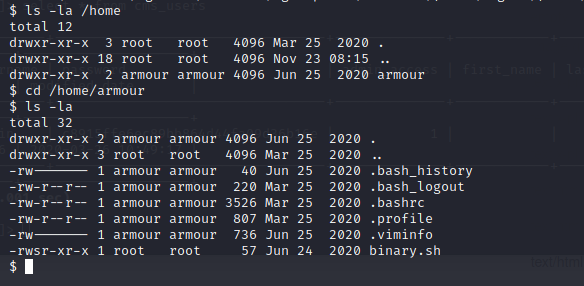 $ ls -la /home
total 12
drwxr-xr-x  3 root   root   4096 Mar 25  2020 .
drwxr-xr-x 18 root   root   4096 Nov 23 08:15 ..
drwxr-xr-x  2 armour armour 4096 Jun 25  2020 armour
$ cd /home/armour
$ ls -la
total 32
drwxr-xr-x 2 armour armour 4096 Jun 25  2020 .
drwxr-xr-x 3 root   root   4096 Mar 25  2020 ..
-rw------- 1 armour armour   40 Jun 25  2020 .bash_history
-rw-r--r-- 1 armour armour  220 Mar 25  2020 .bash_logout
-rw-r--r-- 1 armour armour 3526 Mar 25  2020 .bashrc
-rw-r--r-- 1 armour armour  807 Mar 25  2020 .profile
-rw------- 1 armour armour  736 Jun 25  2020 .viminfo
-rwsr-xr-x 1 root   root     57 Jun 24  2020 binary.sh
$